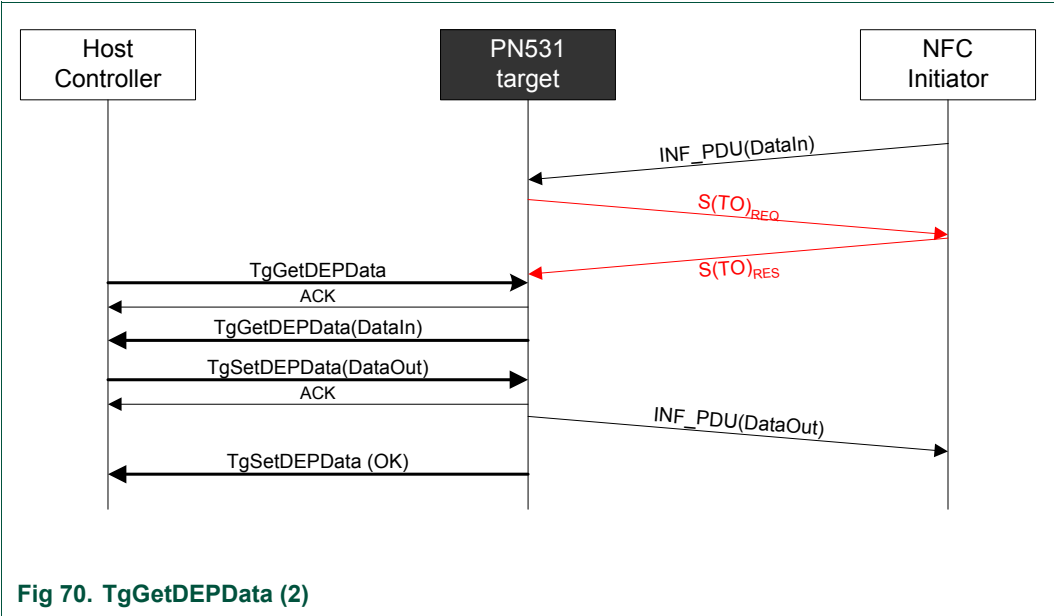 Host
Controller
PN531
target
NFC
Initiator
INF_PDU(DataIn)
S(TO)REQ
S(TO)RES
TgGetDEPData
ACK
TgGetDEPData(DataIn)
TgSetDEPData(DataOut)
ACK
INF_PDU(DataOut)
TgSetDEPData (OK)
Fig 70. TgGetDEPData (2)